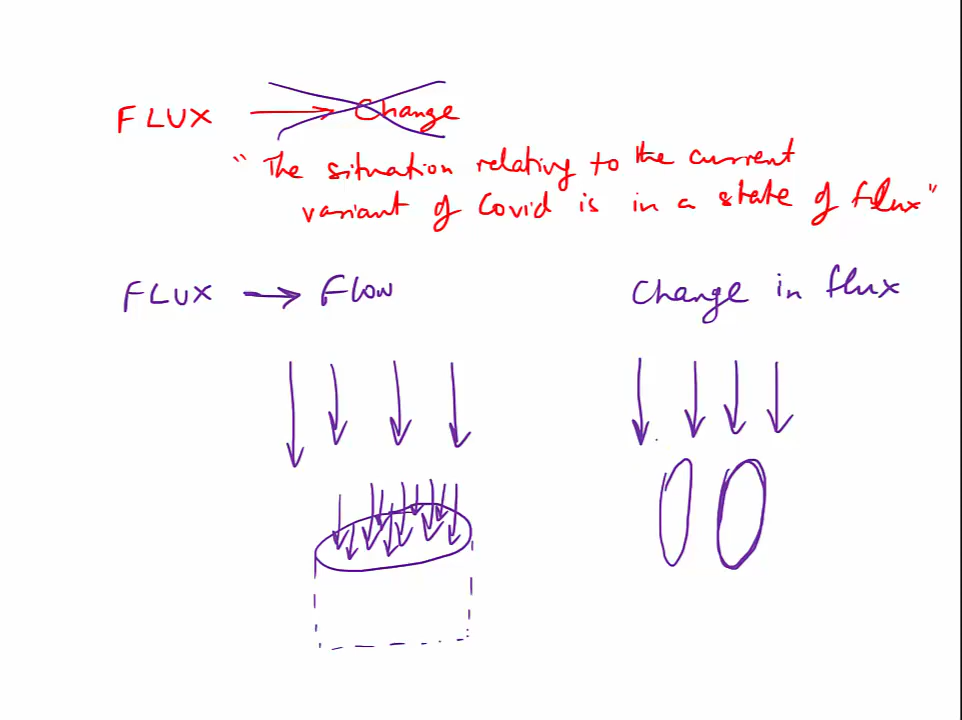 FLUX → Change
"The situation relating to the current
variant of Covid is in a state of flux"
FLUX → Flow
Change in flux